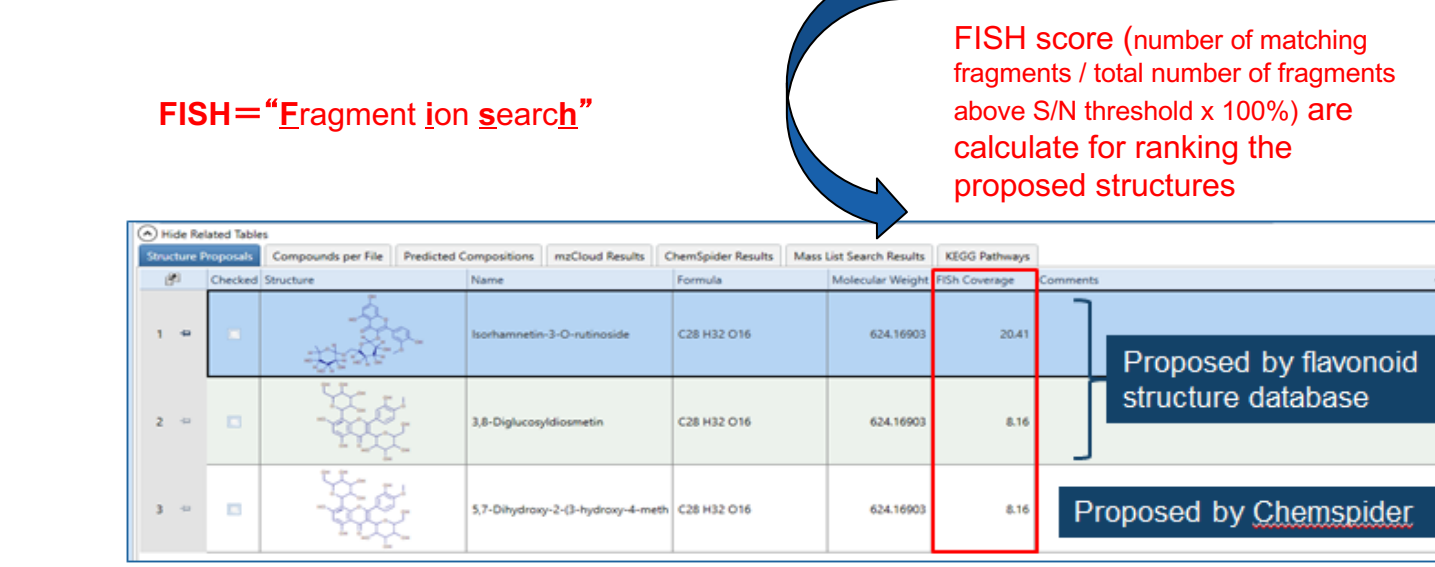 FISH score (number of matching
fragments / total number of fragments
above S/N threshold x 100%) are
calculate for ranking the
proposed structures
FISH＝“Fragment ion search”
Hide Related Tables
Structure Proposals Compounds per File Predicted Compositions mzCloud Results ChemSpider Results Mass List Search Results KEGG Pathways
Checked Structure Name Formula Molecular Weight FISh Coverage Comments
1 Isorhamnetin-3-O-rutinoside C28 H32 O16 624.16903 20.41
Proposed by flavonoid
structure database
2 3,8-Diglucosyldiosmetin C28 H32 O16 624.16903 8.16
3 5,7-Dihydroxy-2-(3-hydroxy-4-meth C28 H32 O16 624.16903 8.16
Proposed by Chemspider